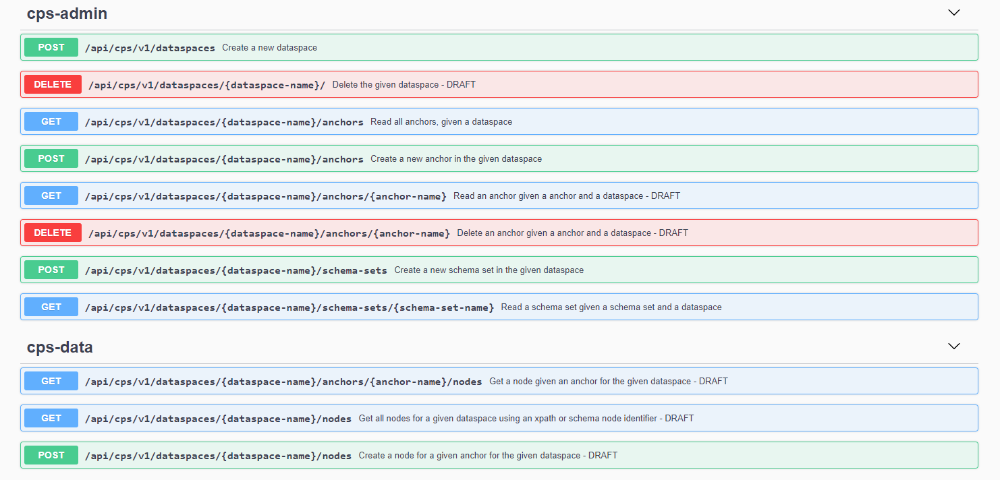 cps-admin
POST /api/cps/v1/dataspaces Create a new dataspace
DELETE /api/cps/v1/dataspaces/{dataspace-name}/ Delete the given dataspace - DRAFT
GET /api/cps/v1/dataspaces/{dataspace-name}/anchors Read all anchors, given a dataspace
POST /api/cps/v1/dataspaces/{dataspace-name}/anchors Create a new anchor in the given dataspace
GET /api/cps/v1/dataspaces/{dataspace-name}/anchors/{anchor-name} Read an anchor given a anchor and a dataspace - DRAFT
DELETE /api/cps/v1/dataspaces/{dataspace-name}/anchors/{anchor-name} Delete an anchor given a anchor and a dataspace - DRAFT
POST /api/cps/v1/dataspaces/{dataspace-name}/schema-sets Create a new schema set in the given dataspace
GET /api/cps/v1/dataspaces/{dataspace-name}/schema-sets/{schema-set-name} Read a schema set given a schema set and a dataspace
cps-data
GET /api/cps/v1/dataspaces/{dataspace-name}/anchors/{anchor-name}/nodes Get a node given an anchor for the given dataspace - DRAFT
GET /api/cps/v1/dataspaces/{dataspace-name}/nodes Get all nodes for a given dataspace using an xpath or schema node identifier - DRAFT
POST /api/cps/v1/dataspaces/{dataspace-name}/nodes Create a node for a given anchor for the given dataspace - DRAFT